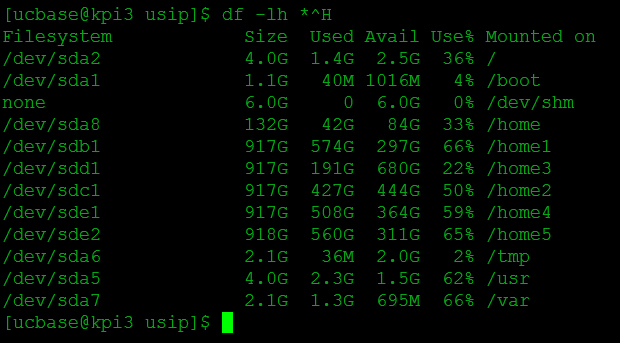 [ucbase@kpi3 usip]$ df -lh *^H
Filesystem            Size  Used Avail Use% Mounted on
/dev/sda2             4.0G  1.4G  2.5G  36% /
/dev/sda1             1.1G   40M 1016M   4% /boot
none                  6.0G     0  6.0G   0% /dev/shm
/dev/sda8             132G   42G   84G  33% /home
/dev/sdb1             917G  574G  297G  66% /home1
/dev/sdd1             917G  191G  680G  22% /home3
/dev/sdc1             917G  427G  444G  50% /home2
/dev/sde1             917G  508G  364G  59% /home4
/dev/sde2             918G  560G  311G  65% /home5
/dev/sda6             2.1G   36M  2.0G   2% /tmp
/dev/sda5             4.0G  2.3G  1.5G  62% /usr
/dev/sda7             2.1G  1.3G  695M  66% /var
[ucbase@kpi3 usip]$